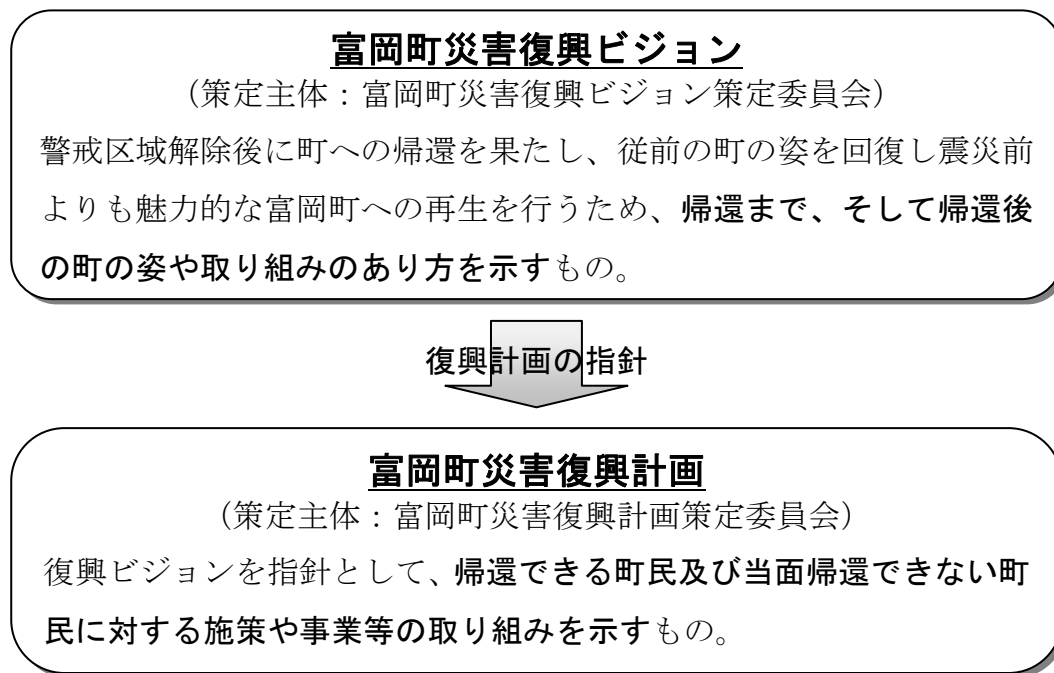 富岡町災害復興ビジョン
（策定主体：富岡町災害復興ビジョン策定委員会）
警戒区域解除後に町への帰還を果たし、従前の町の姿を回復し震災前
よりも魅力的な富岡町への再生を行うため、帰還まで、そして帰還後
の町の姿や取り組みのあり方を示すもの。
復興計画の指針
富岡町災害復興計画
（策定主体：富岡町災害復興計画策定委員会）
復興ビジョンを指針として、帰還できる町民及び当面帰還できない町
民に対する施策や事業等の取り組みを示すもの。